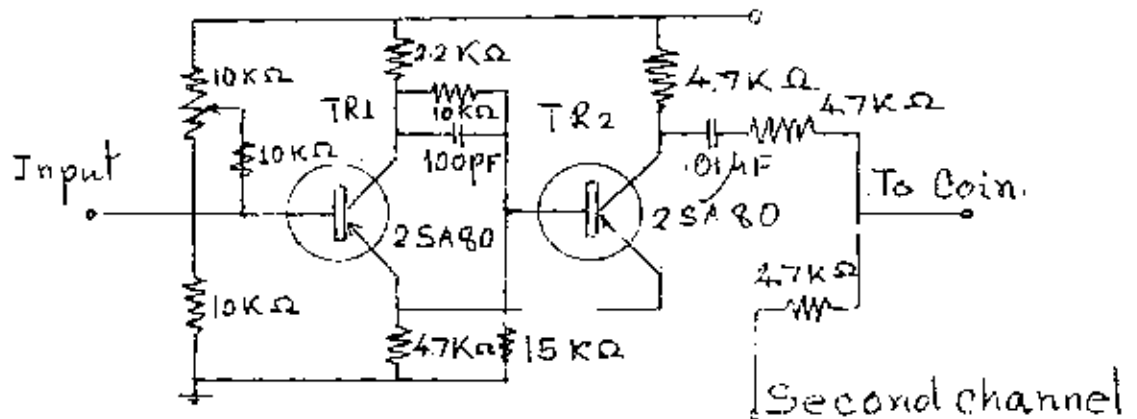 2.2KΩ
10KΩ
4.7KΩ
4.7KΩ
TR1
10KΩ
TR2
Input
10KΩ
100pF
.01μF
To Coin.
2SA80
2SA80
4.7KΩ
10KΩ
47KΩ
15KΩ
Second channel